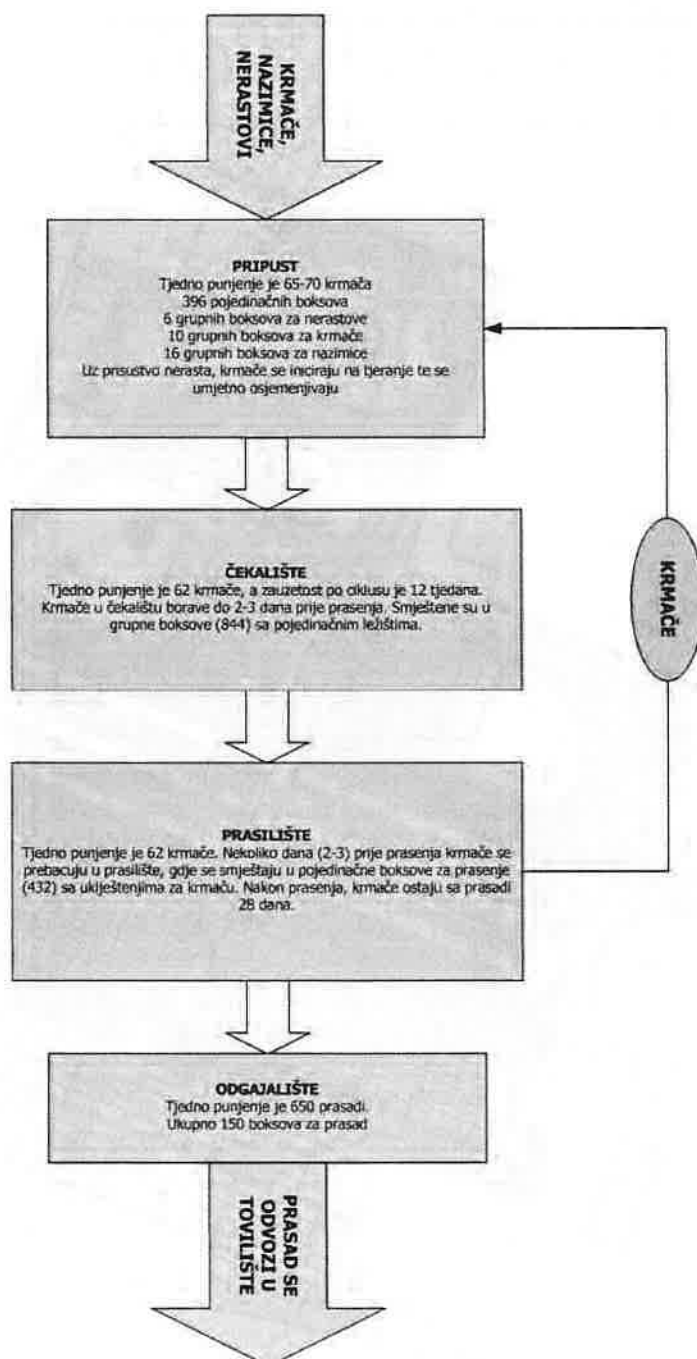 KRMAČE,
NAZIMICE,
NERASTOVI
PRIPUST
Tjedno punjenje je 65-70 krmača
396 pojedinačnih boksova
6 grupnih boksova za nerastove
10 grupnih boksova za krmače
16 grupnih boksova za nazimice
Uz prisustvo nerasta, krmače se iniciraju na tjeranje te se
umjetno osjemenjivaju
ČEKALIŠTE
Tjedno punjenje je 62 krmače, a zauzetost po ciklusu je 12 tjedana.
Krmače u čekalištu borave do 2-3 dana prije prasenja. Smještene su u
grupne boksove (844) sa pojedinačnim ležištima.
KRMAČE
PRASILIŠTE
Tjedno punjenje je 62 krmače. Nekoliko dana (2-3) prije prasenja krmače se
prebacuju u prasilište, gdje se smještaju u pojedinačne boksove za prasenje
(432) sa uklještenjima za krmaču. Nakon prasenja, krmače ostaju sa prasadi
28 dana.
ODGAJALIŠTE
Tjedno punjenje je 650 prasadi.
Ukupno 150 boksova za prasad
PRASAD SE
ODVOZI U
TOVILIŠTE